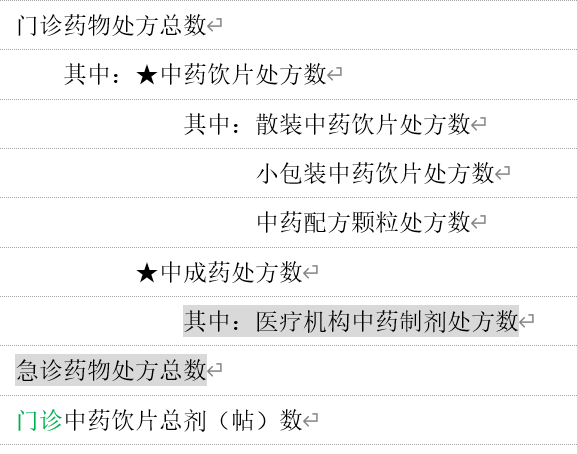 门诊药物处方总数
其中：★中药饮片处方数
其中：散装中药饮片处方数
小包装中药饮片处方数
中药配方颗粒处方数
★中成药处方数
其中：医疗机构中药制剂处方数
急诊药物处方总数
门诊中药饮片总剂（帖）数